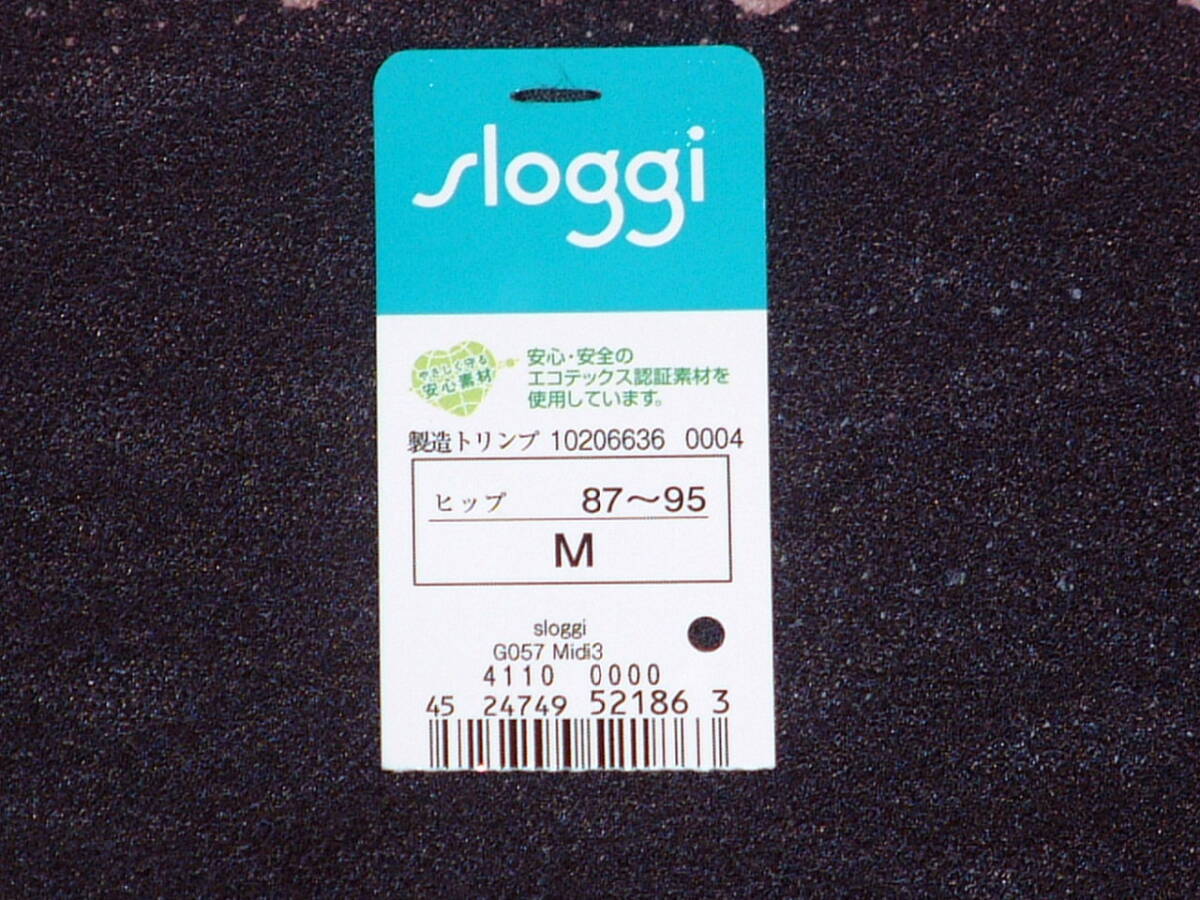 sloggi
やさしく守る
安心素材
安心・安全の
エコテックス認証素材を
使用しています。
製造トリンプ 10206636 0004
ヒップ 87〜95
M
sloggi
G057 Midi3
4110 0000
45 24749 52186 3